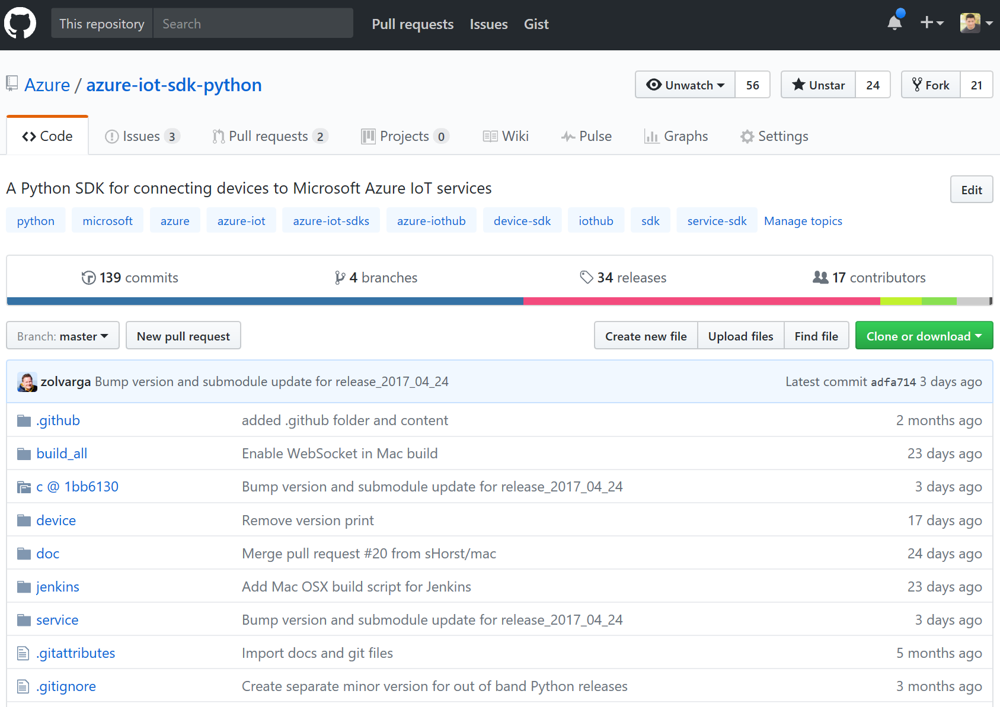 This repository Search Pull requests Issues Gist
Azure / azure-iot-sdk-python Unwatch 56 Unstar 24 Fork 21
Code Issues 3 Pull requests 2 Projects 0 Wiki Pulse Graphs Settings
A Python SDK for connecting devices to Microsoft Azure IoT services Edit
python microsoft azure azure-iot azure-iot-sdks azure-iothub device-sdk iothub sdk service-sdk Manage topics
139 commits 4 branches 34 releases 17 contributors
Branch: master New pull request Create new file Upload files Find file Clone or download
zolvarga Bump version and submodule update for release_2017_04_24 Latest commit adfa714 3 days ago
.github added .github folder and content 2 months ago
build_all Enable WebSocket in Mac build 23 days ago
c @ 1bb6130 Bump version and submodule update for release_2017_04_24 3 days ago
device Remove version print 17 days ago
doc Merge pull request #20 from sHorst/mac 24 days ago
jenkins Add Mac OSX build script for Jenkins 23 days ago
service Bump version and submodule update for release_2017_04_24 3 days ago
.gitattributes Import docs and git files 5 months ago
.gitignore Create separate minor version for out of band Python releases 3 months ago